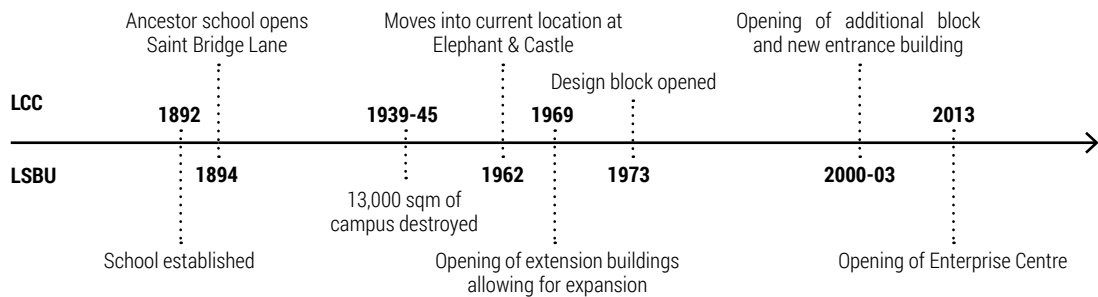 Ancestor school opens
Saint Bridge Lane
Moves into current location at
Elephant & Castle
Opening of additional block
and new entrance building
Design block opened
LCC
1892
1939-45
1969
2013
LSBU
1894
1962
1973
2000-03
13,000 sqm of
campus destroyed
School established
Opening of extension buildings
allowing for expansion
Opening of Enterprise Centre